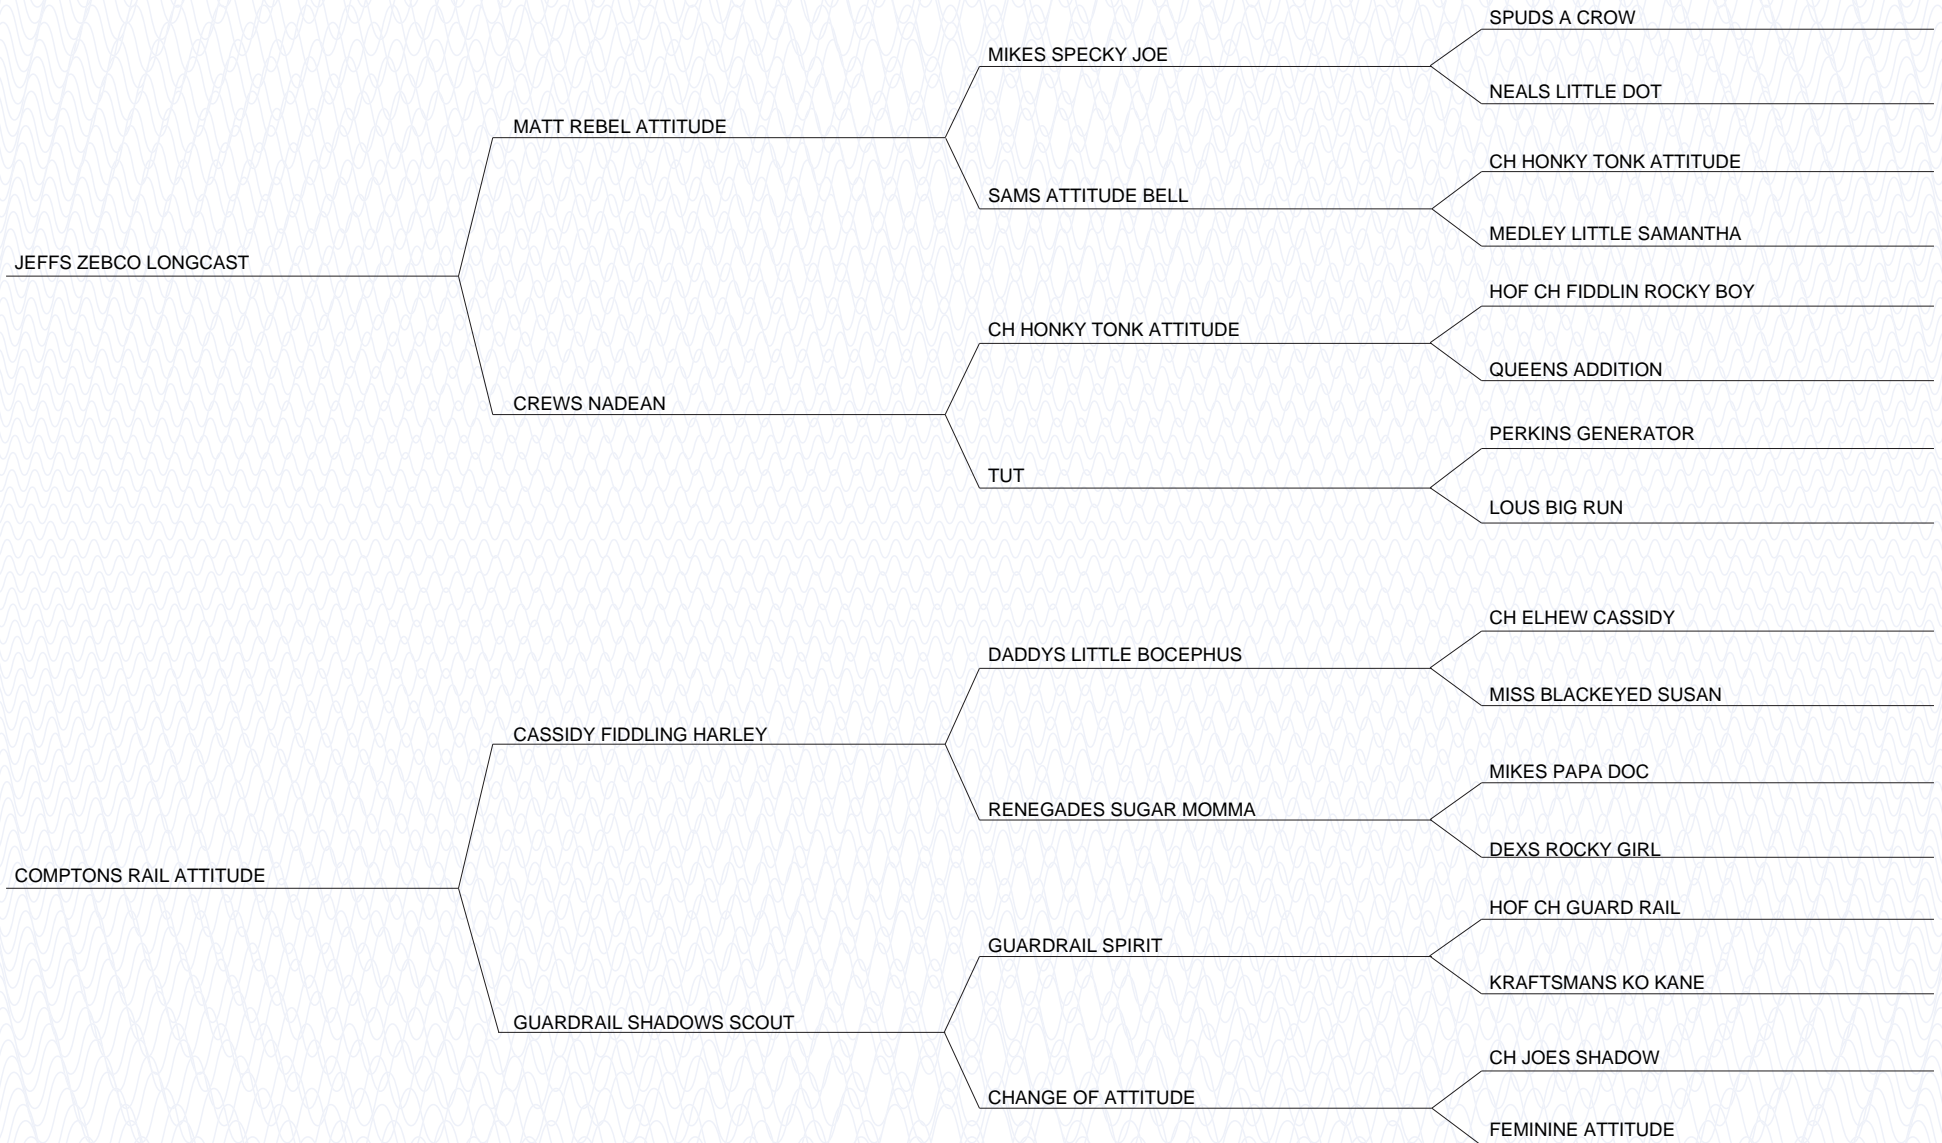 SPUDS A CROW
MIKES SPECKY JOE
NEALS LITTLE DOT
MATT REBEL ATTITUDE
CH HONKY TONK ATTITUDE
SAMS ATTITUDE BELL
MEDLEY LITTLE SAMANTHA
JEFFS ZEBCO LONGCAST
HOF CH FIDDLIN ROCKY BOY
CH HONKY TONK ATTITUDE
QUEENS ADDITION
CREWS NADEAN
PERKINS GENERATOR
TUT
LOUS BIG RUN
CH ELHEW CASSIDY
DADDYS LITTLE BOCEPHUS
MISS BLACKEYED SUSAN
CASSIDY FIDDLING HARLEY
MIKES PAPA DOC
RENEGADES SUGAR MOMMA
DEXS ROCKY GIRL
COMPTONS RAIL ATTITUDE
HOF CH GUARD RAIL
GUARDRAIL SPIRIT
KRAFTSMANS KO KANE
GUARDRAIL SHADOWS SCOUT
CH JOES SHADOW
CHANGE OF ATTITUDE
FEMININE ATTITUDE